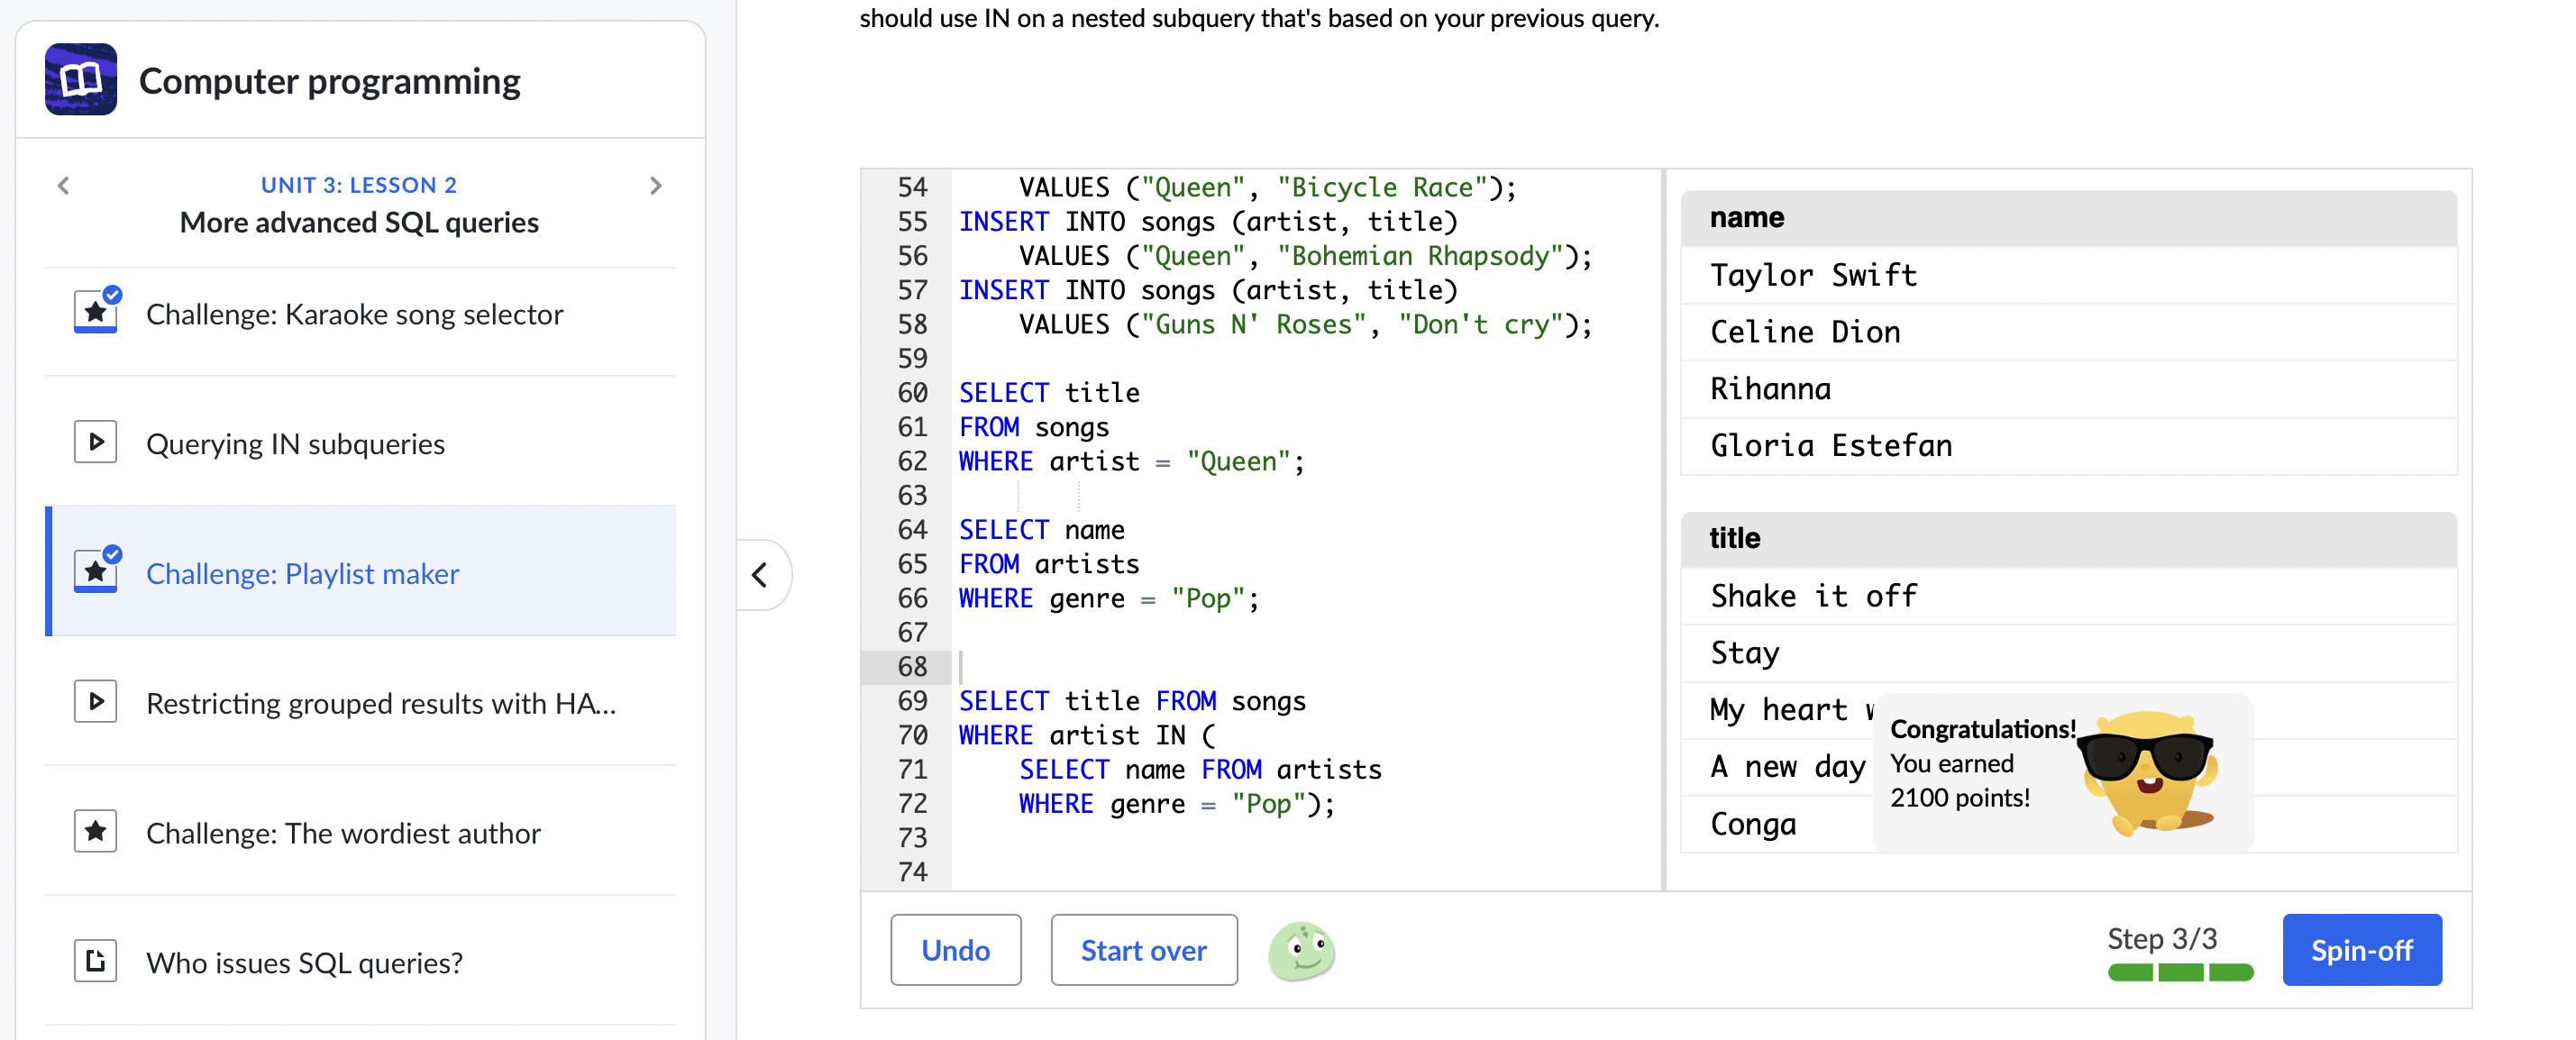 should use IN on a nested subquery that's based on your previous query.
Computer programming
UNIT 3: LESSON 2
More advanced SQL queries
Challenge: Karaoke song selector
Querying IN subqueries
Challenge: Playlist maker
Restricting grouped results with HA...
Challenge: The wordiest author
Who issues SQL queries?
54 VALUES ("Queen", "Bicycle Race");
55 INSERT INTO songs (artist, title)
56 VALUES ("Queen", "Bohemian Rhapsody");
57 INSERT INTO songs (artist, title)
58 VALUES ("Guns N' Roses", "Don't cry");
59
60 SELECT title
61 FROM songs
62 WHERE artist = "Queen";
63
64 SELECT name
65 FROM artists
66 WHERE genre = "Pop";
67
68
69 SELECT title FROM songs
70 WHERE artist IN (
71 SELECT name FROM artists
72 WHERE genre = "Pop");
73
74
name
Taylor Swift
Celine Dion
Rihanna
Gloria Estefan
title
Shake it off
Stay
My heart
A new day
Conga
Congratulations!
You earned
2100 points!
Undo
Start over
Step 3/3
Spin-off